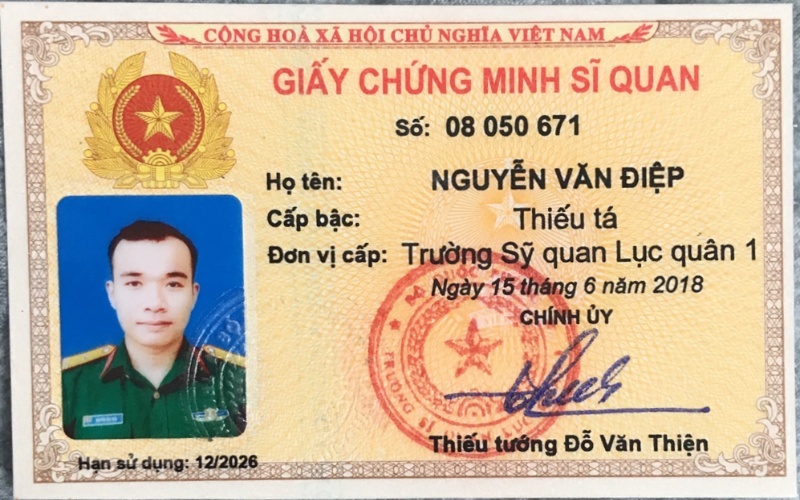 CỘNG HOÀ XÃ HỘI CHỦ NGHĨA VIỆT NAM
GIẤY CHỨNG MINH SĨ QUAN
Số: 08 050 671
Họ tên: NGUYỄN VĂN ĐIỆP
Cấp bậc: Thiếu tá
Đơn vị cấp: Trường Sỹ quan Lục quân 1
Ngày 15 tháng 6 năm 2018
CHÍNH ỦY
Thiếu tướng Đỗ Văn Thiện
Hạn sử dụng: 12/2026